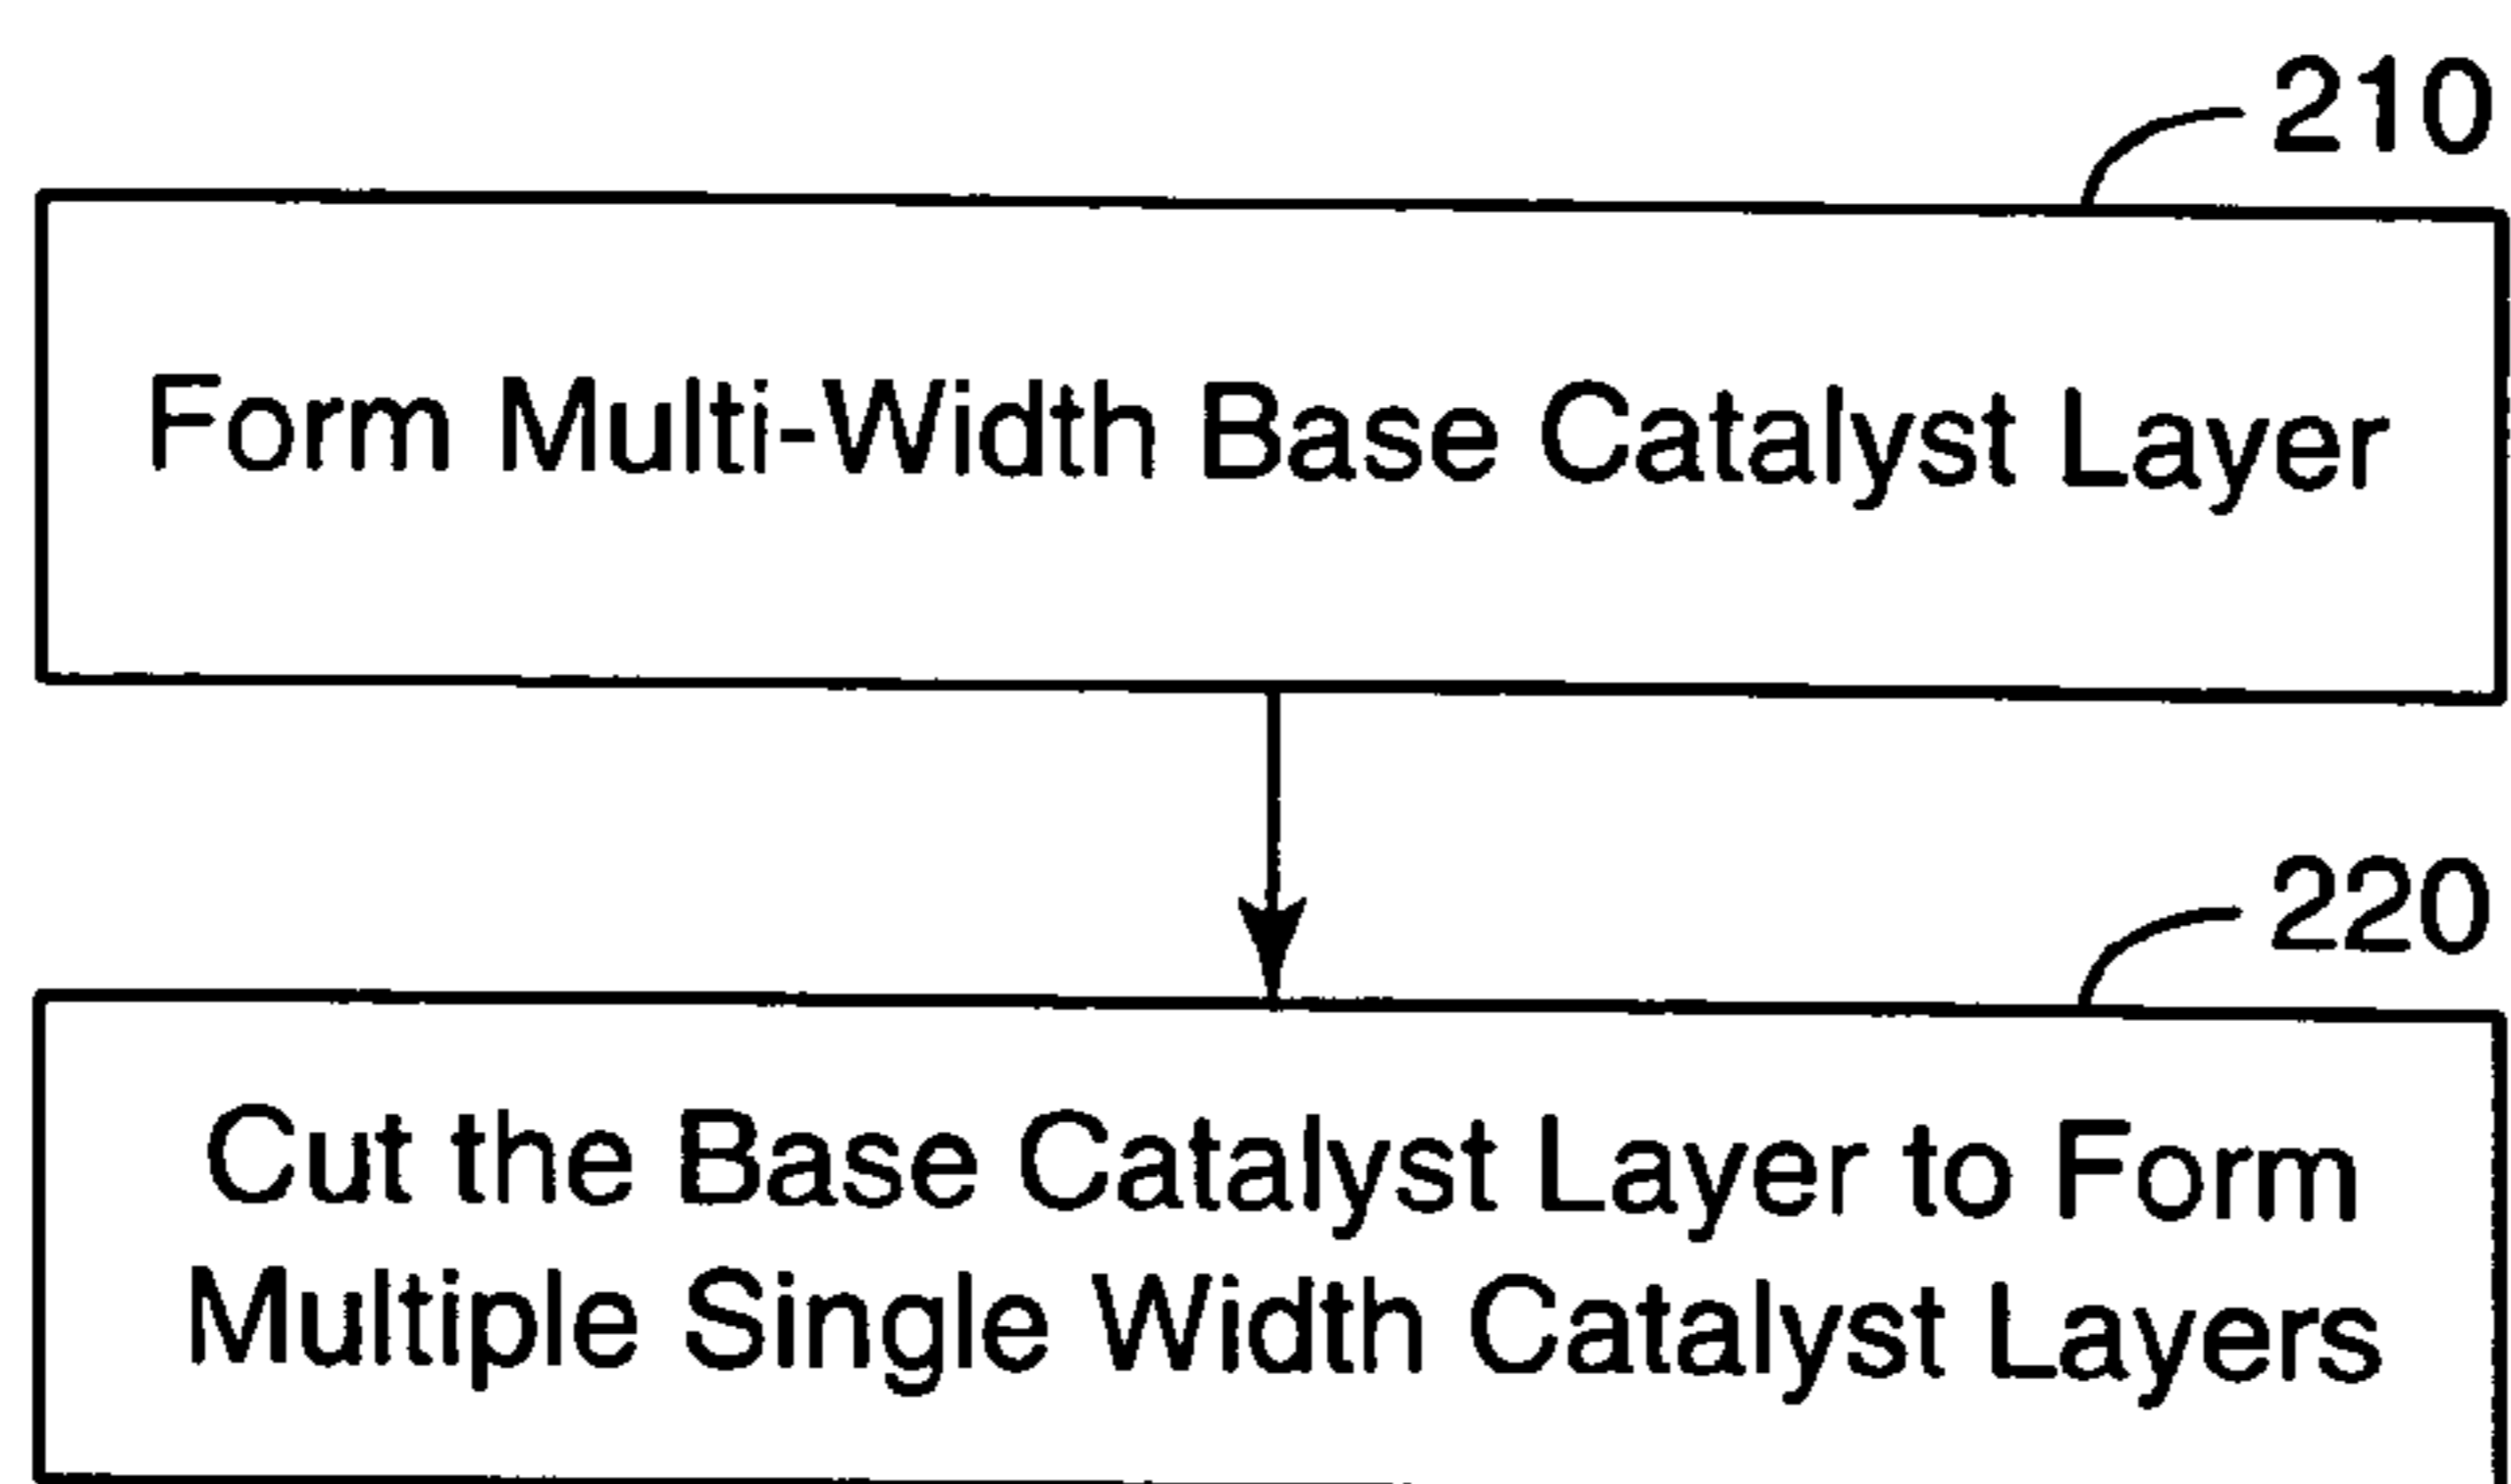 210
Form Multi-Width Base Catalyst Layer
220
Cut the Base Catalyst Layer to Form
Multiple Single Width Catalyst Layers